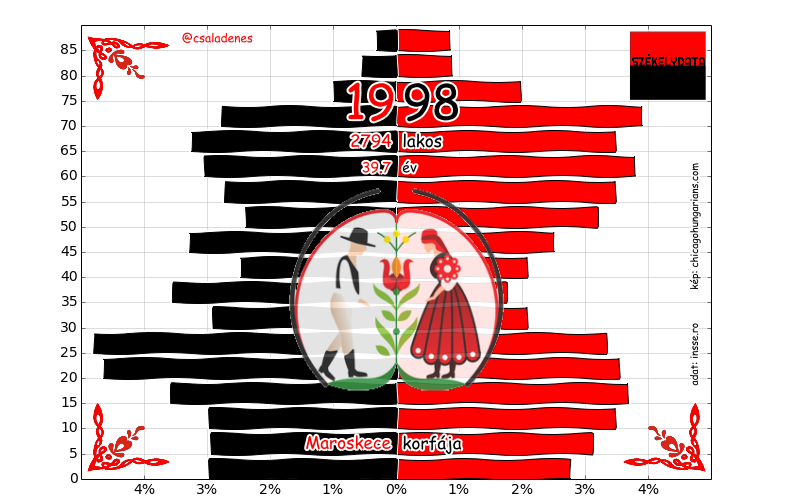 @csaladenes
SZÉKELYDATA
1998
2794 lakos
39.7 év
kép: chicagohungarians.com
adat: insse.ro
Maroskece korfája
85
80
75
70
65
60
55
50
45
40
35
30
25
20
15
10
5
0
4% 3% 2% 1% 0% 1% 2% 3% 4%